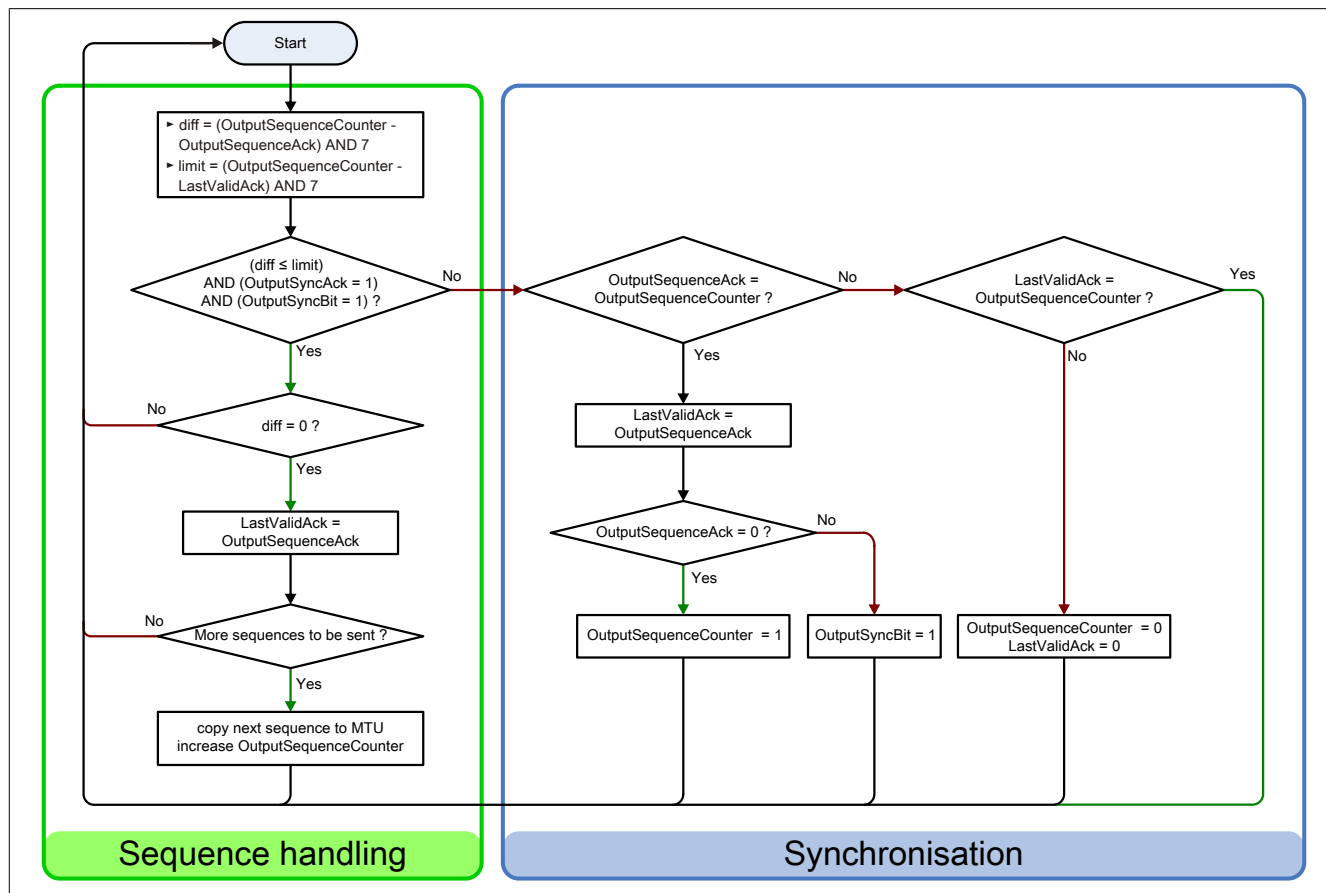 Start
► diff = (OutputSequenceCounter -
OutputSequenceAck) AND 7
► limit = (OutputSequenceCounter -
LastValidAck) AND 7
(diff ≤ limit)
AND (OutputSyncAck = 1)
AND (OutputSyncBit = 1) ?
No
Yes
diff = 0 ?
No
Yes
LastValidAck =
OutputSequenceAck
More sequences to be sent ?
No
Yes
copy next sequence to MTU
increase OutputSequenceCounter
Sequence handling
OutputSequenceAck =
OutputSequenceCounter ?
No
Yes
LastValidAck =
OutputSequenceAck
OutputSequenceAck = 0 ?
No
Yes
OutputSequenceCounter = 1
OutputSyncBit = 1
LastValidAck =
OutputSequenceCounter ?
Yes
No
OutputSequenceCounter = 0
LastValidAck = 0
Synchronisation